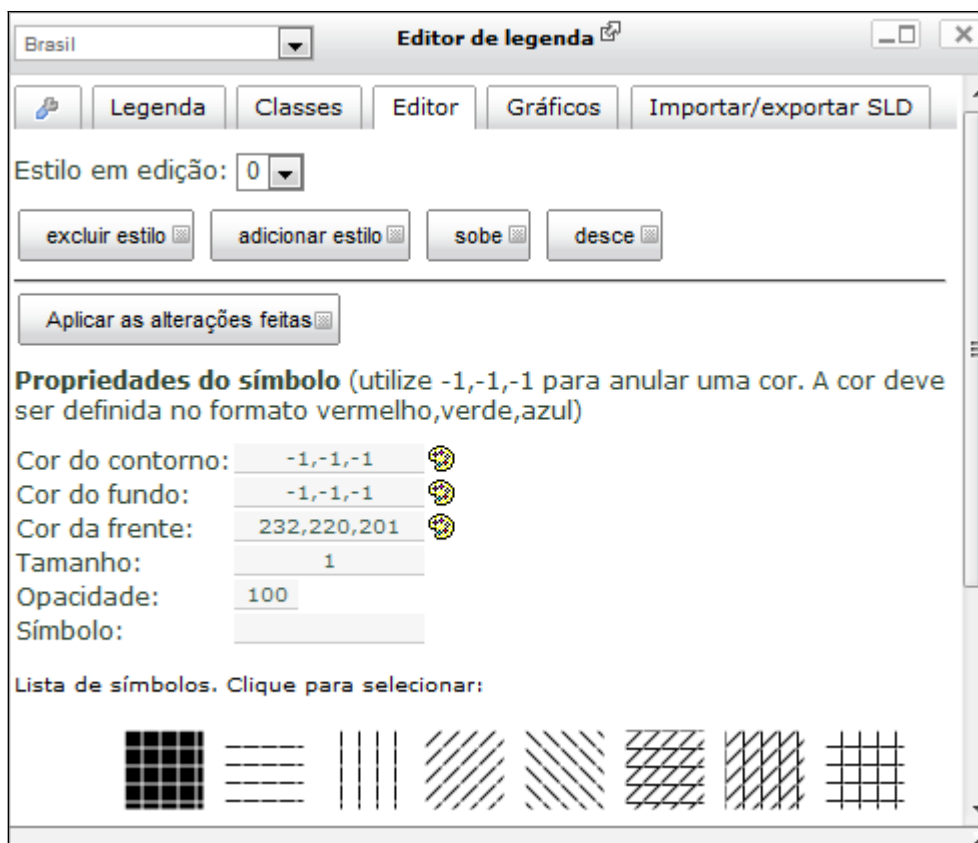 Brasil
Editor de legenda
Legenda Classes Editor Gráficos Importar/exportar SLD
Estilo em edição: 0
excluir estilo adicionar estilo sobe desce
Aplicar as alterações feitas
Propriedades do símbolo (utilize -1,-1,-1 para anular uma cor. A cor deve
ser definida no formato vermelho,verde,azul)
Cor do contorno: -1,-1,-1
Cor do fundo: -1,-1,-1
Cor da frente: 232,220,201
Tamanho: 1
Opacidade: 100
Símbolo:
Lista de símbolos. Clique para selecionar: